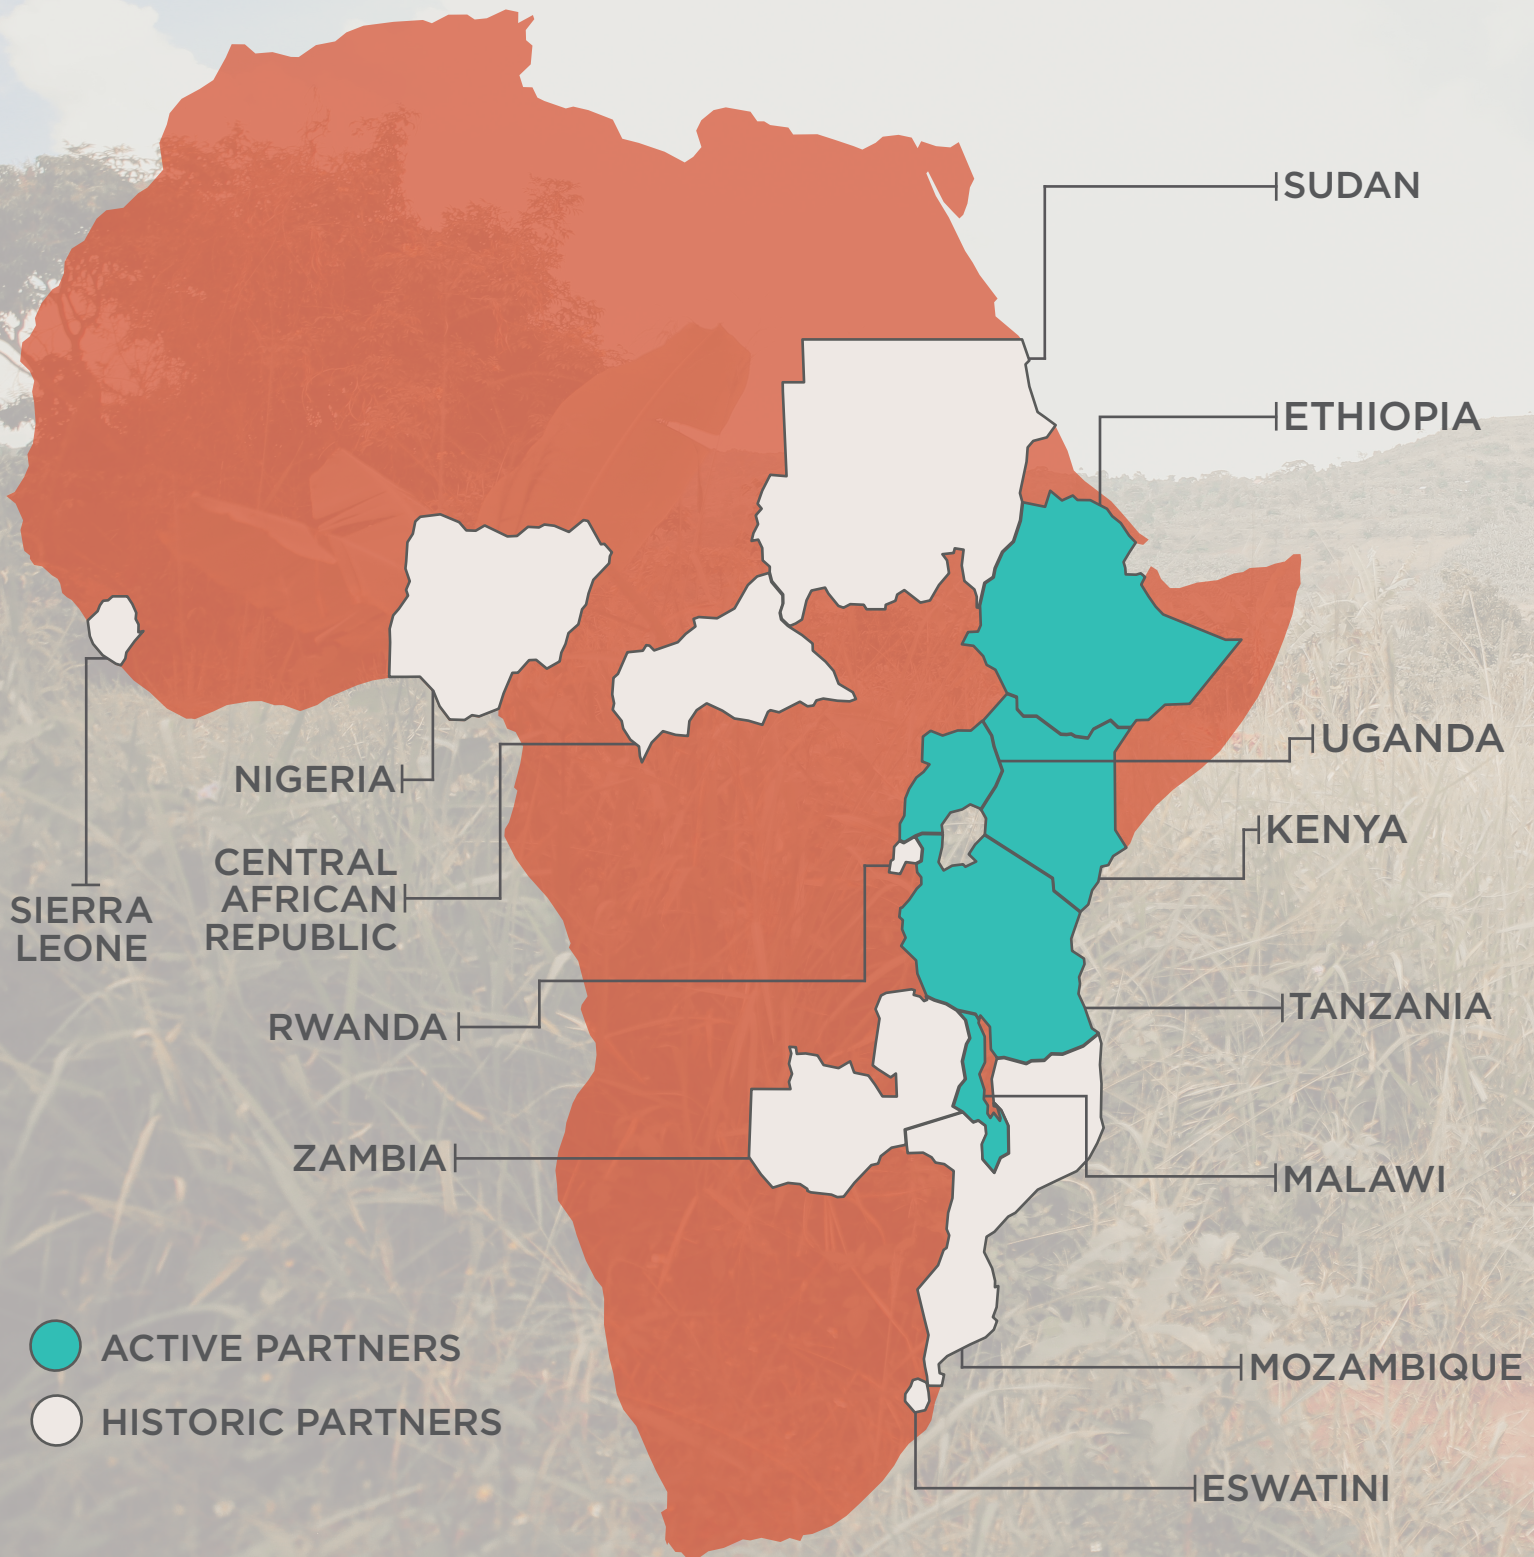 SUDAN
ETHIOPIA
UGANDA
NIGERIA
KENYA
CENTRAL
AFRICAN
REPUBLIC
SIERRA
LEONE
TANZANIA
RWANDA
ZAMBIA
MALAWI
ACTIVE PARTNERS
MOZAMBIQUE
HISTORIC PARTNERS
ESWATINI